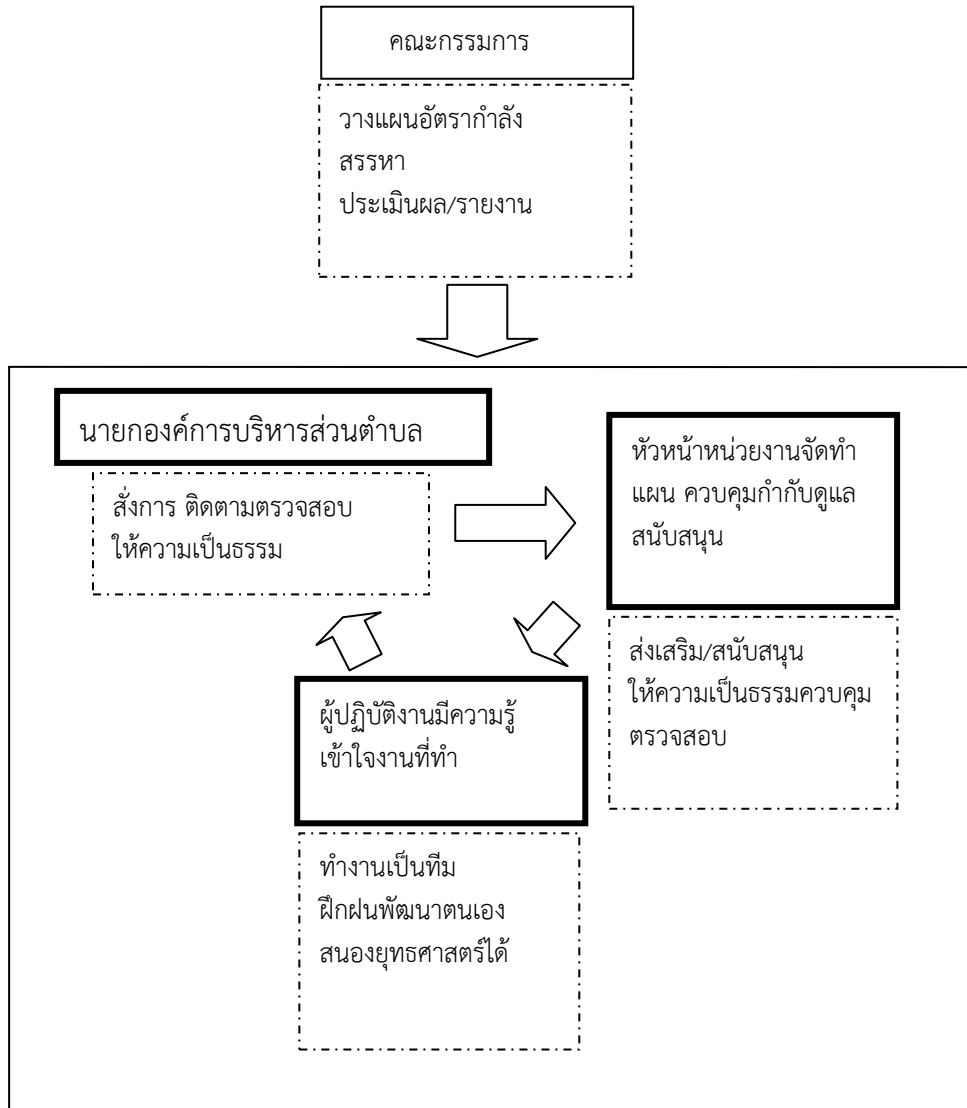 คณะกรรมการ
วางแผนอัตรากำลัง
สรรหา
ประเมินผล/รายงาน
นายกองค์การบริหารส่วนตำบล
สั่งการ ติดตามตรวจสอบ
ให้ความเป็นธรรม
หัวหน้าหน่วยงานจัดทำ
แผน ควบคุมกำกับดูแล
สนับสนุน
ส่งเสริม/สนับสนุน
ให้ความเป็นธรรมควบคุม
ตรวจสอบ
ผู้ปฏิบัติงานมีความรู้
เข้าใจงานที่ทำ
ทำงานเป็นทีม
ฝึกฝนพัฒนาตนเอง
สนองยุทธศาสตร์ได้